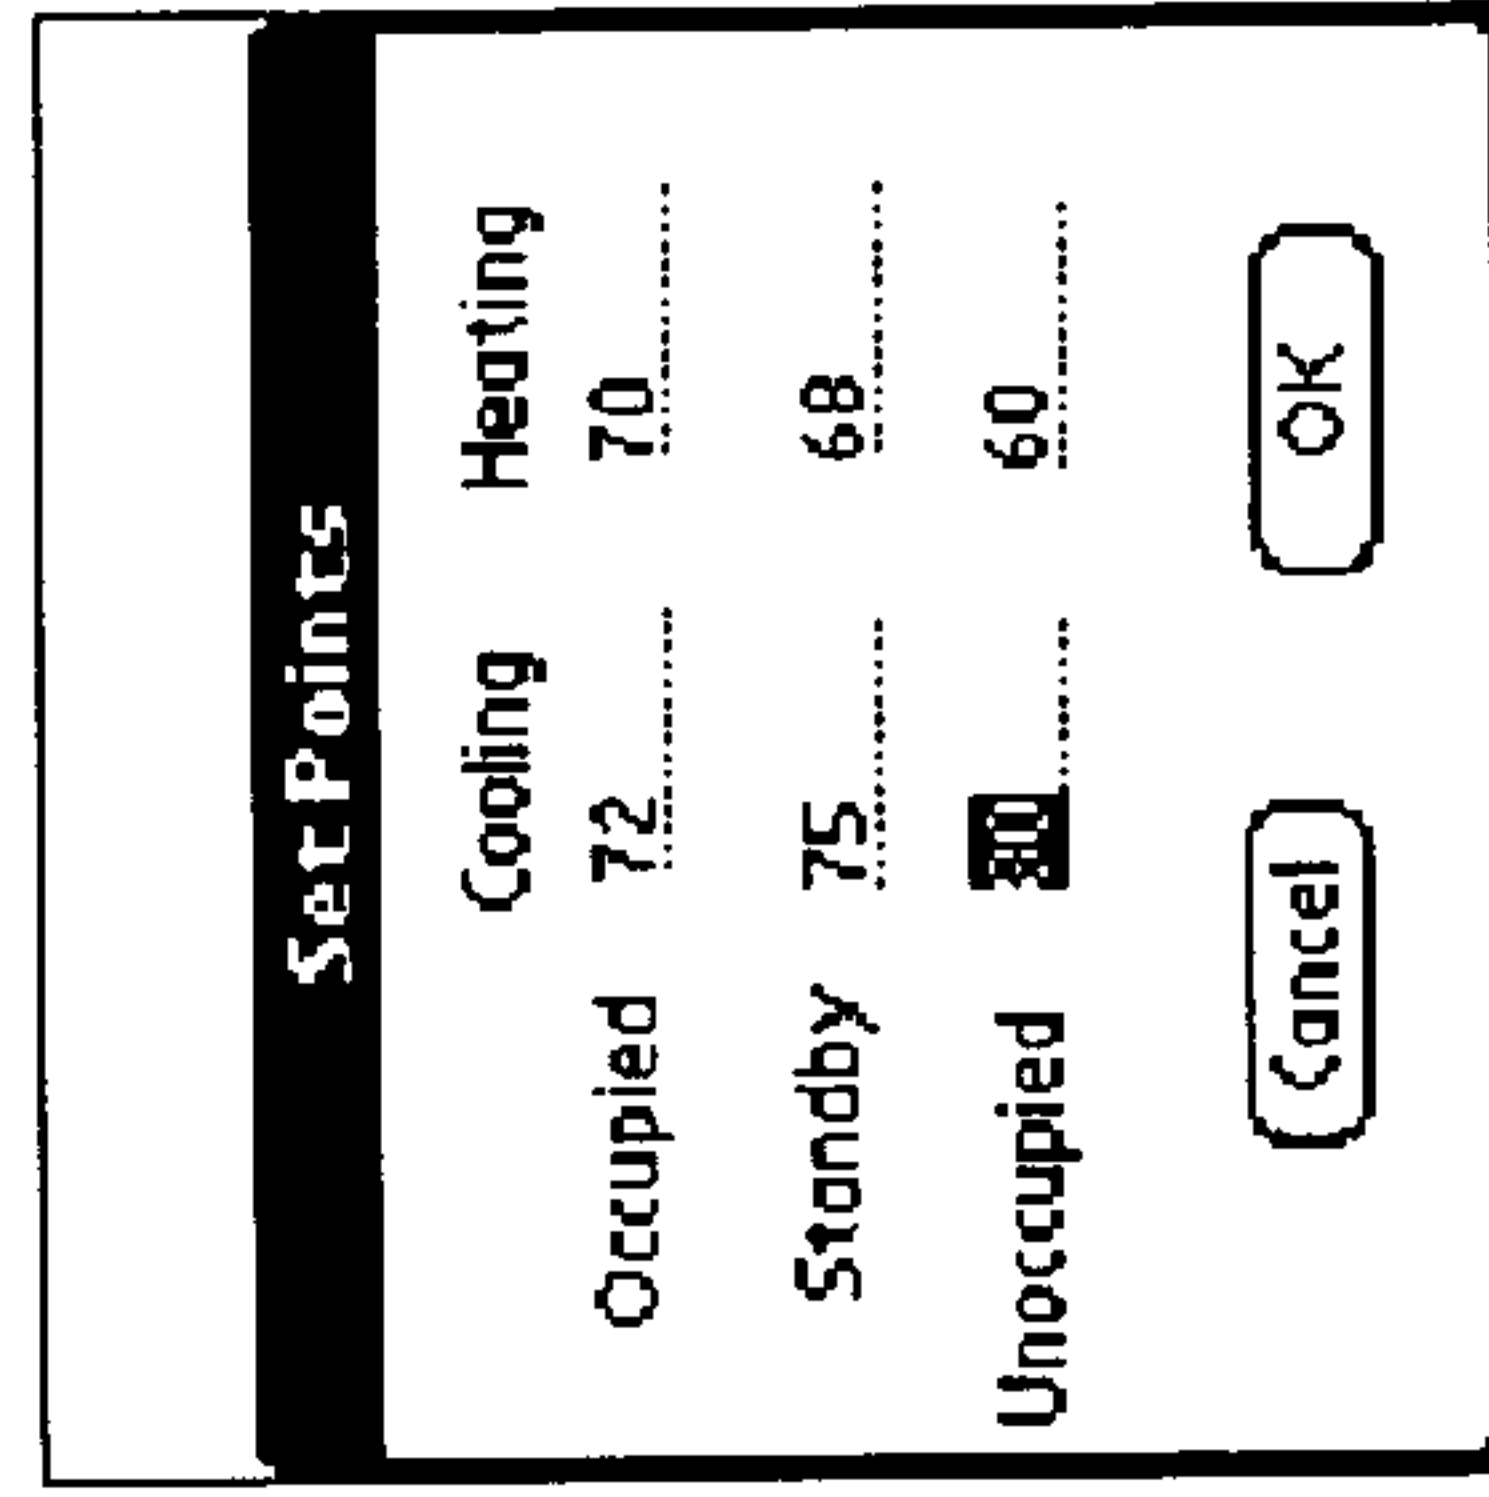 Set Points
Cooling Heating
Occupied 72 70
Standby 75 68
Unoccupied 80 60
Cancel OK